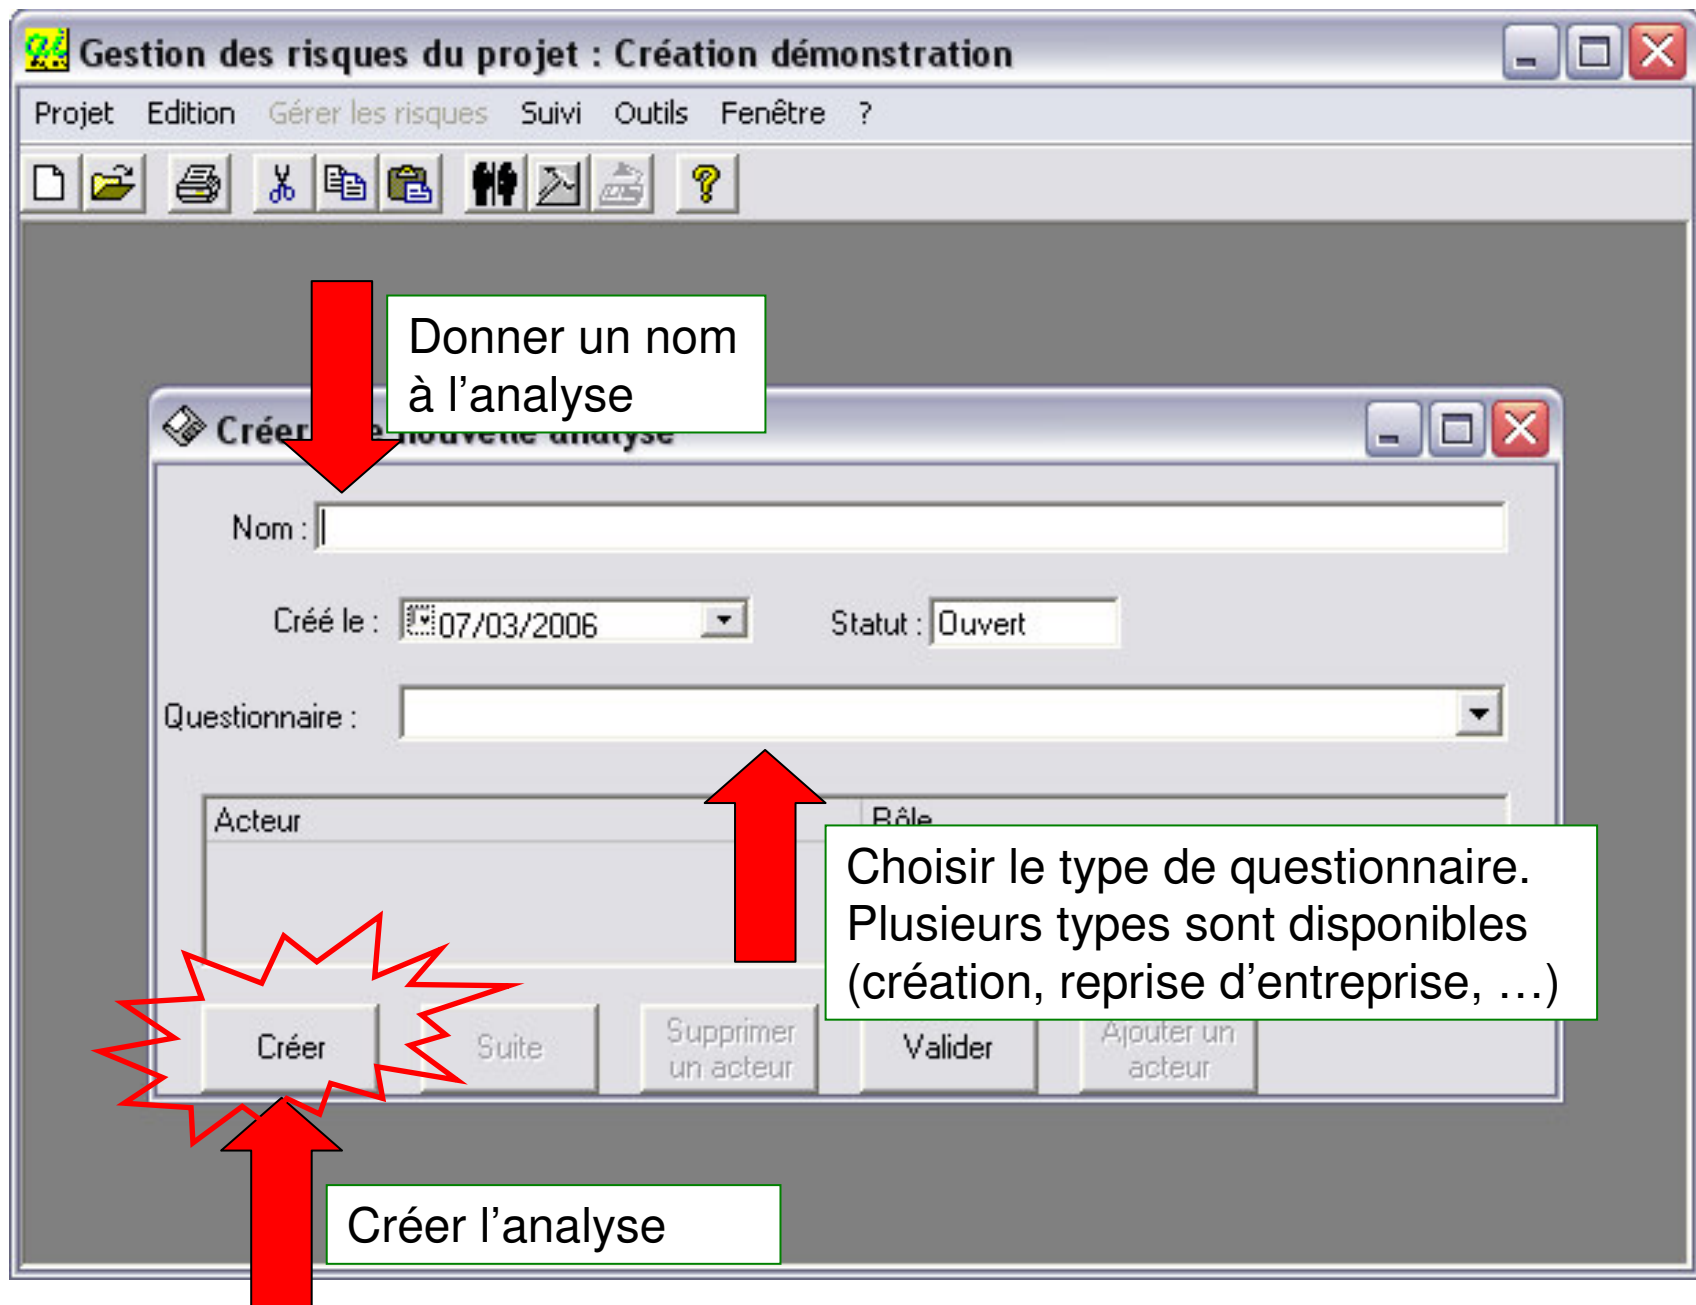 Gestion des risques du projet : Création démonstration
Projet Edition Gérer les risques Suivi Outils Fenêtre ?
Donner un nom
à l'analyse
Créer nouvelle analyse
Nom :
Créé le : 07/03/2006 Statut : Ouvert
Questionnaire :
Acteur Rôle
Choisir le type de questionnaire.
Plusieurs types sont disponibles
(création, reprise d'entreprise, …)
Créer Suite Supprimer un acteur Valider Ajouter un acteur
Créer l'analyse